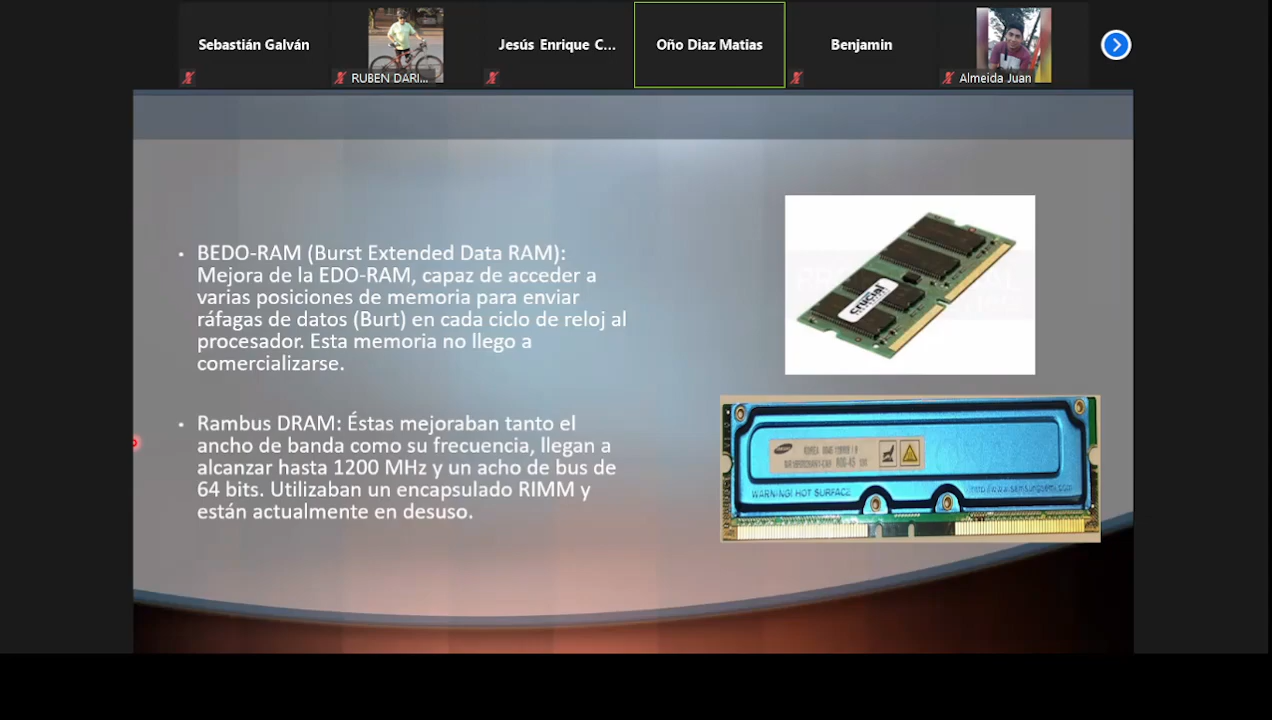 Sebastián Galván
RUBEN DARI...
Jesús Enrique C...
Oño Diaz Matias
Benjamin
Almeida Juan
• BEDO-RAM (Burst Extended Data RAM):
Mejora de la EDO-RAM, capaz de acceder a
varias posiciones de memoria para enviar
ráfagas de datos (Burt) en cada ciclo de reloj al
procesador. Esta memoria no llego a
comercializarse.
• Rambus DRAM: Éstas mejoraban tanto el
ancho de banda como su frecuencia, llegan a
alcanzar hasta 1200 MHz y un acho de bus de
64 bits. Utilizaban un encapsulado RIMM y
están actualmente en desuso.
crucial
SAMSUNG
KOREA
WARNING! HOT SURFACE